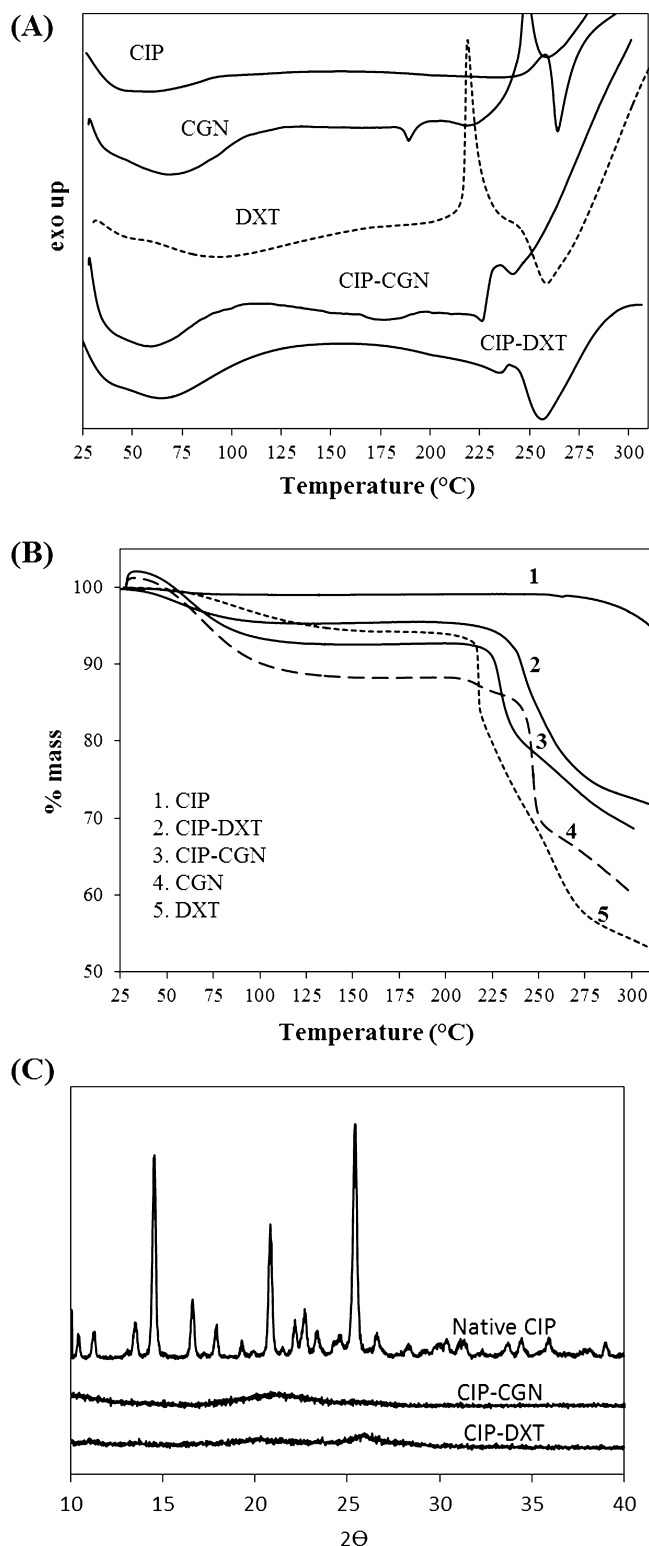 (A)
CIP
CGN
DXT
CIP-CGN
CIP-DXT
exo up
25 50 75 100 125 150 175 200 225 250 275 300
Temperature (°C)
(B)
100
90
80
70
60
50
% mass
1
2
3
4
5
1. CIP
2. CIP-DXT
3. CIP-CGN
4. CGN
5. DXT
25 50 75 100 125 150 175 200 225 250 275 300
Temperature (°C)
(C)
Native CIP
CIP-CGN
CIP-DXT
10 15 20 25 30 35 40
2Θ